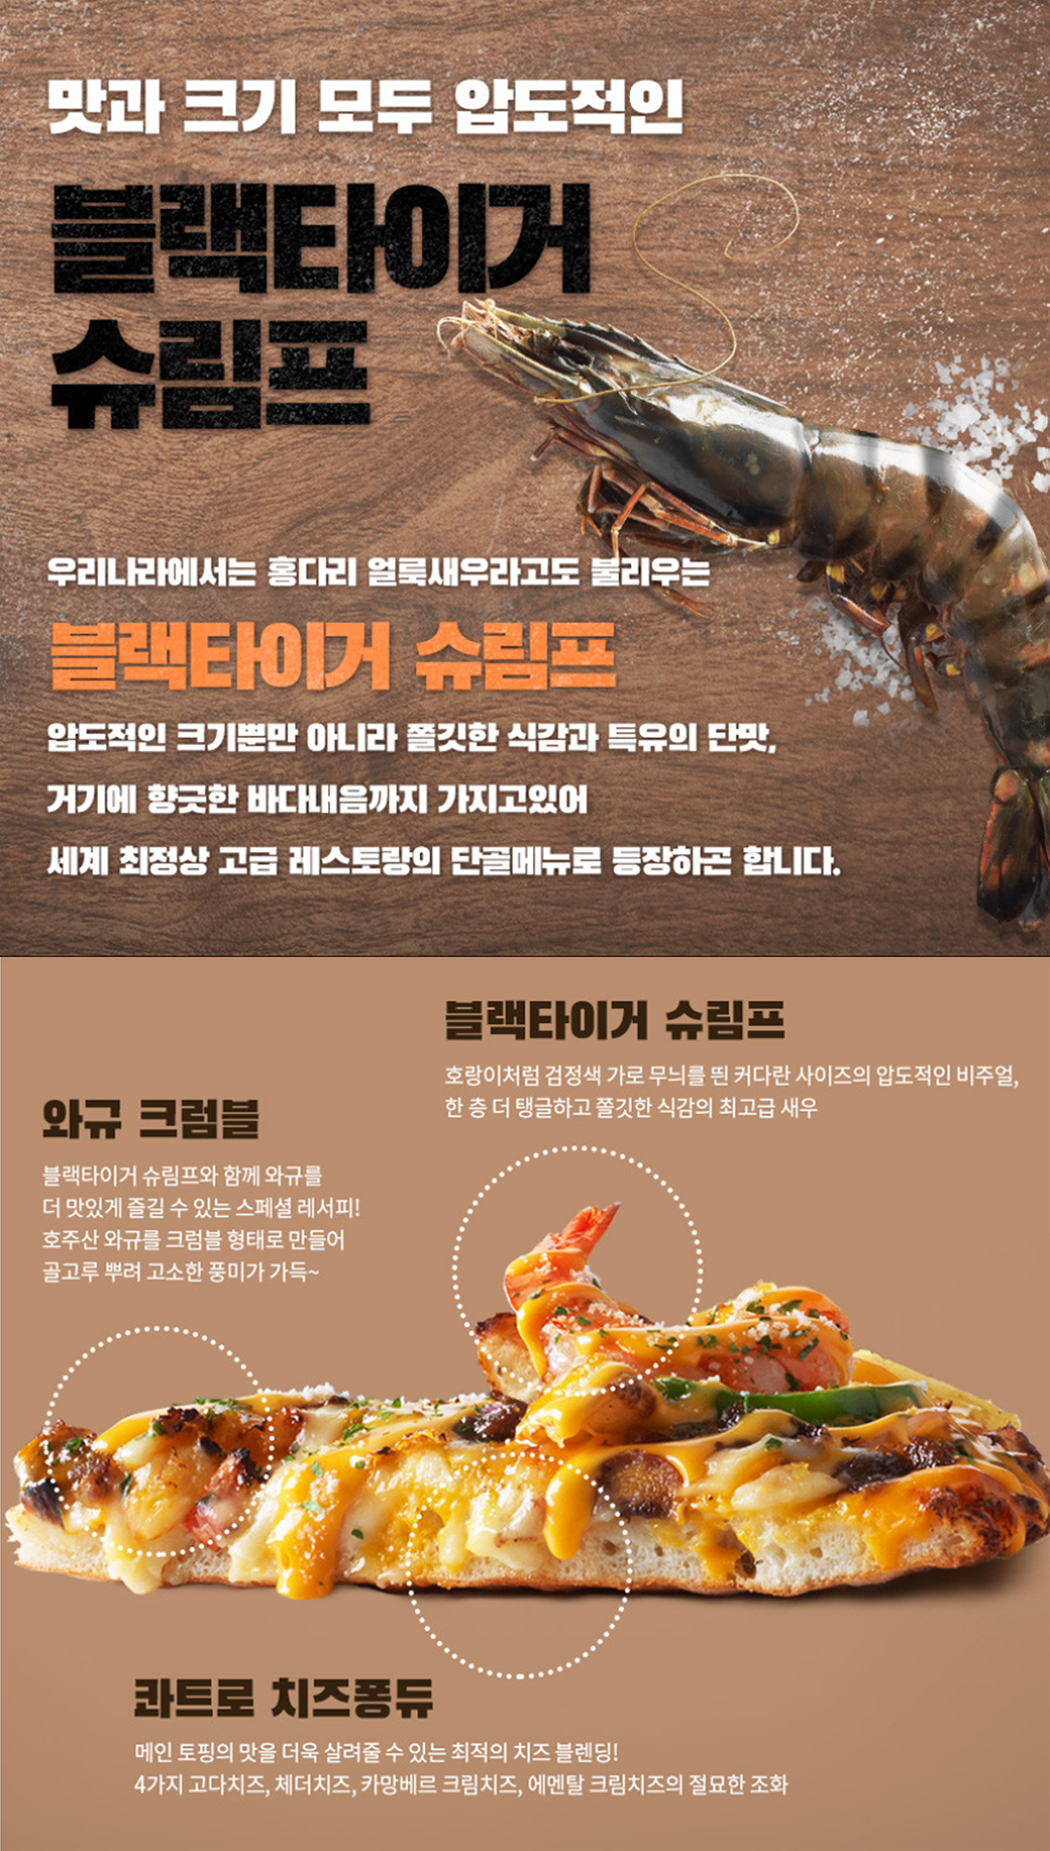 맛과 크기 모두 압도적인
블랙타이거
슈림프
우리나라에서는 홍다리 얼룩새우라고도 불리우는
블랙타이거 슈림프
압도적인 크기뿐만 아니라 쫄깃한 식감과 특유의 단맛,
거기에 향긋한 바다내음까지 가지고있어
세계 최정상 고급 레스토랑의 단골메뉴로 등장하곤 합니다.
블랙타이거 슈림프
호랑이처럼 검정색 가로 무늬를 띈 커다란 사이즈의 압도적인 비주얼,
한 층 더 탱글하고 쫄깃한 식감의 최고급 새우
와규 크럼블
블랙타이거 슈림프와 함께 와규를
더 맛있게 즐길 수 있는 스페셜 레서피!
호주산 와규를 크럼블 형태로 만들어
골고루 뿌려 고소한 풍미가 가득~
콰트로 치즈퐁듀
메인 토핑의 맛을 더욱 살려줄 수 있는 최적의 치즈 블렌딩!
4가지 고다치즈, 체더치즈, 카망베르 크림치즈, 에멘탈 크림치즈의 절묘한 조화